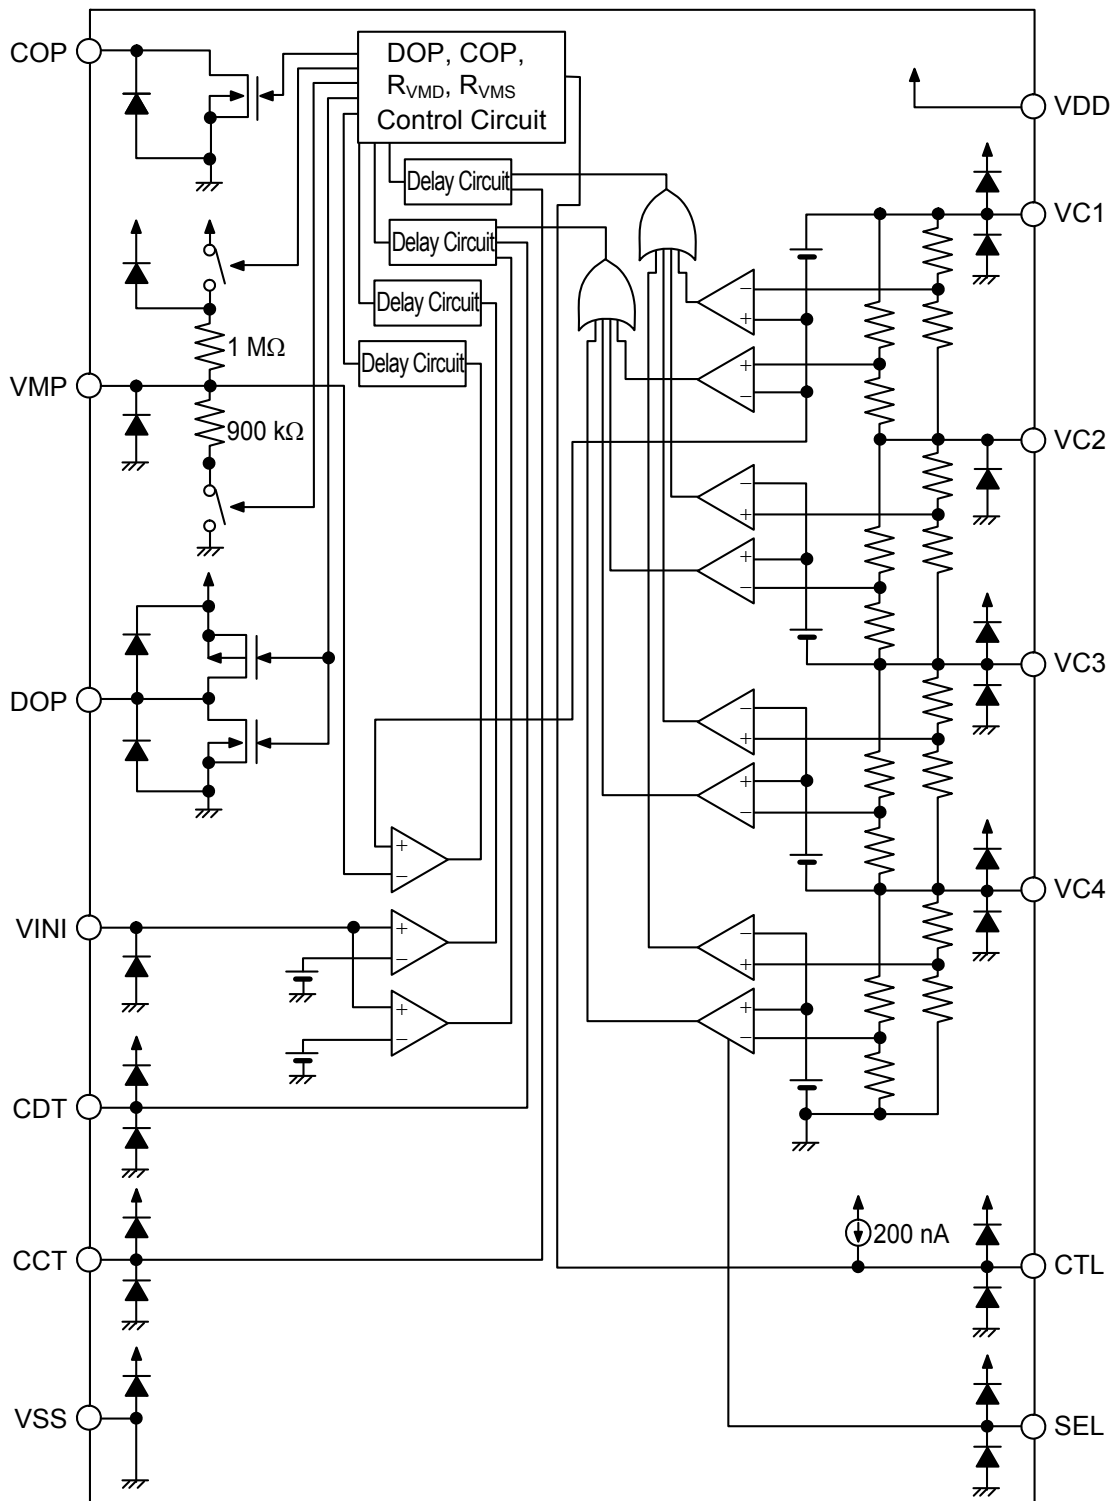 COP
DOP, COP,
RVMD, RVMS
Control Circuit
VDD
Delay Circuit
VC1
Delay Circuit
−
Delay Circuit
+
1 MΩ
Delay Circuit
+
VMP
−
900 kΩ
VC2
−
+
+
−
VC3
DOP
−
+
+
−
+
−
VC4
VINI
+
−
−
+
+
+
−
−
CDT
200 nA
CCT
CTL
VSS
SEL